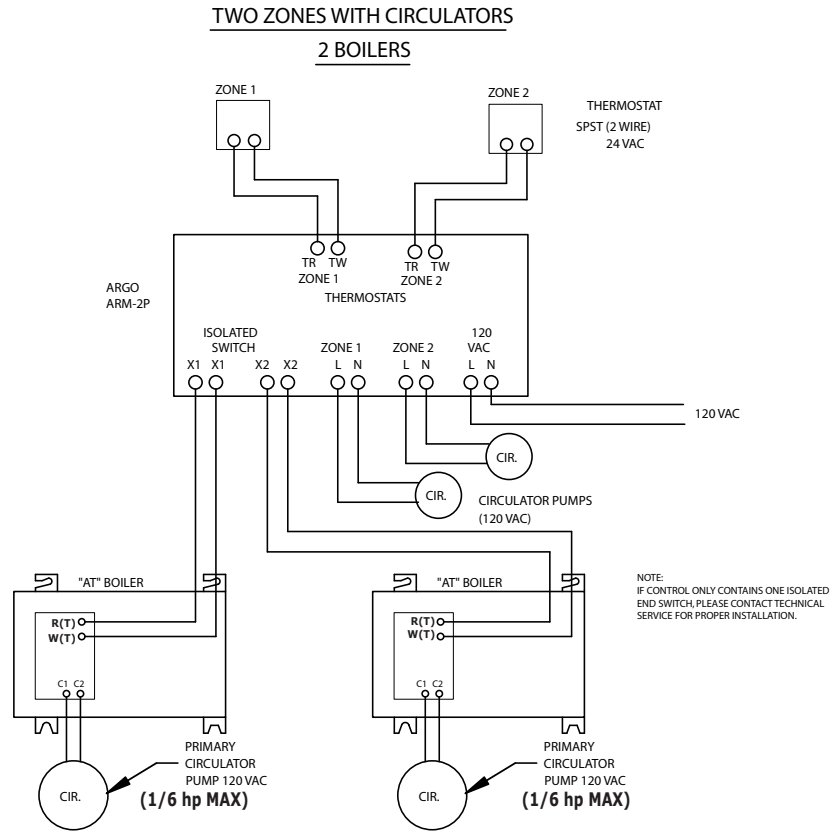 TWO ZONES WITH CIRCULATORS
2 BOILERS
ZONE 1
ZONE 2
THERMOSTAT
SPST (2 WIRE)
24 VAC
TR TW
ZONE 1
TR TW
ZONE 2
THERMOSTATS
ARGO
ARM-2P
ISOLATED
SWITCH
X1 X1 X2 X2
ZONE 1
L N
ZONE 2
L N
120
VAC
L N
120 VAC
CIR.
CIR.
CIRCULATOR PUMPS
(120 VAC)
"AT" BOILER
R(T)
W(T)
C1 C2
PRIMARY
CIRCULATOR
PUMP 120 VAC
(1/6 hp MAX)
CIR.
"AT" BOILER
R(T)
W(T)
C1 C2
PRIMARY
CIRCULATOR
PUMP 120 VAC
(1/6 hp MAX)
CIR.
NOTE:
IF CONTROL ONLY CONTAINS ONE ISOLATED
END SWITCH, PLEASE CONTACT TECHNICAL
SERVICE FOR PROPER INSTALLATION.